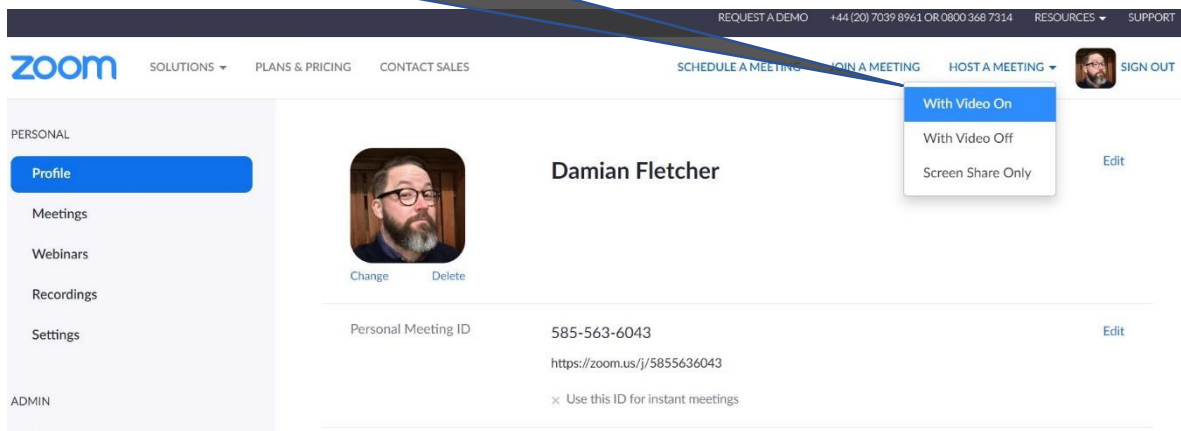 REQUEST A DEMO +44 (20) 7039 8961 OR 0800 368 7314 RESOURCES SUPPORT
zoom SOLUTIONS PLANS & PRICING CONTACT SALES SCHEDULE A MEETING JOIN A MEETING HOST A MEETING SIGN OUT
With Video On
With Video Off
Screen Share Only
PERSONAL
Profile
Meetings
Webinars
Recordings
Settings
ADMIN
Damian Fletcher Edit
Change Delete
Personal Meeting ID 585-563-6043 Edit
https://zoom.us/j/5855636043
× Use this ID for instant meetings